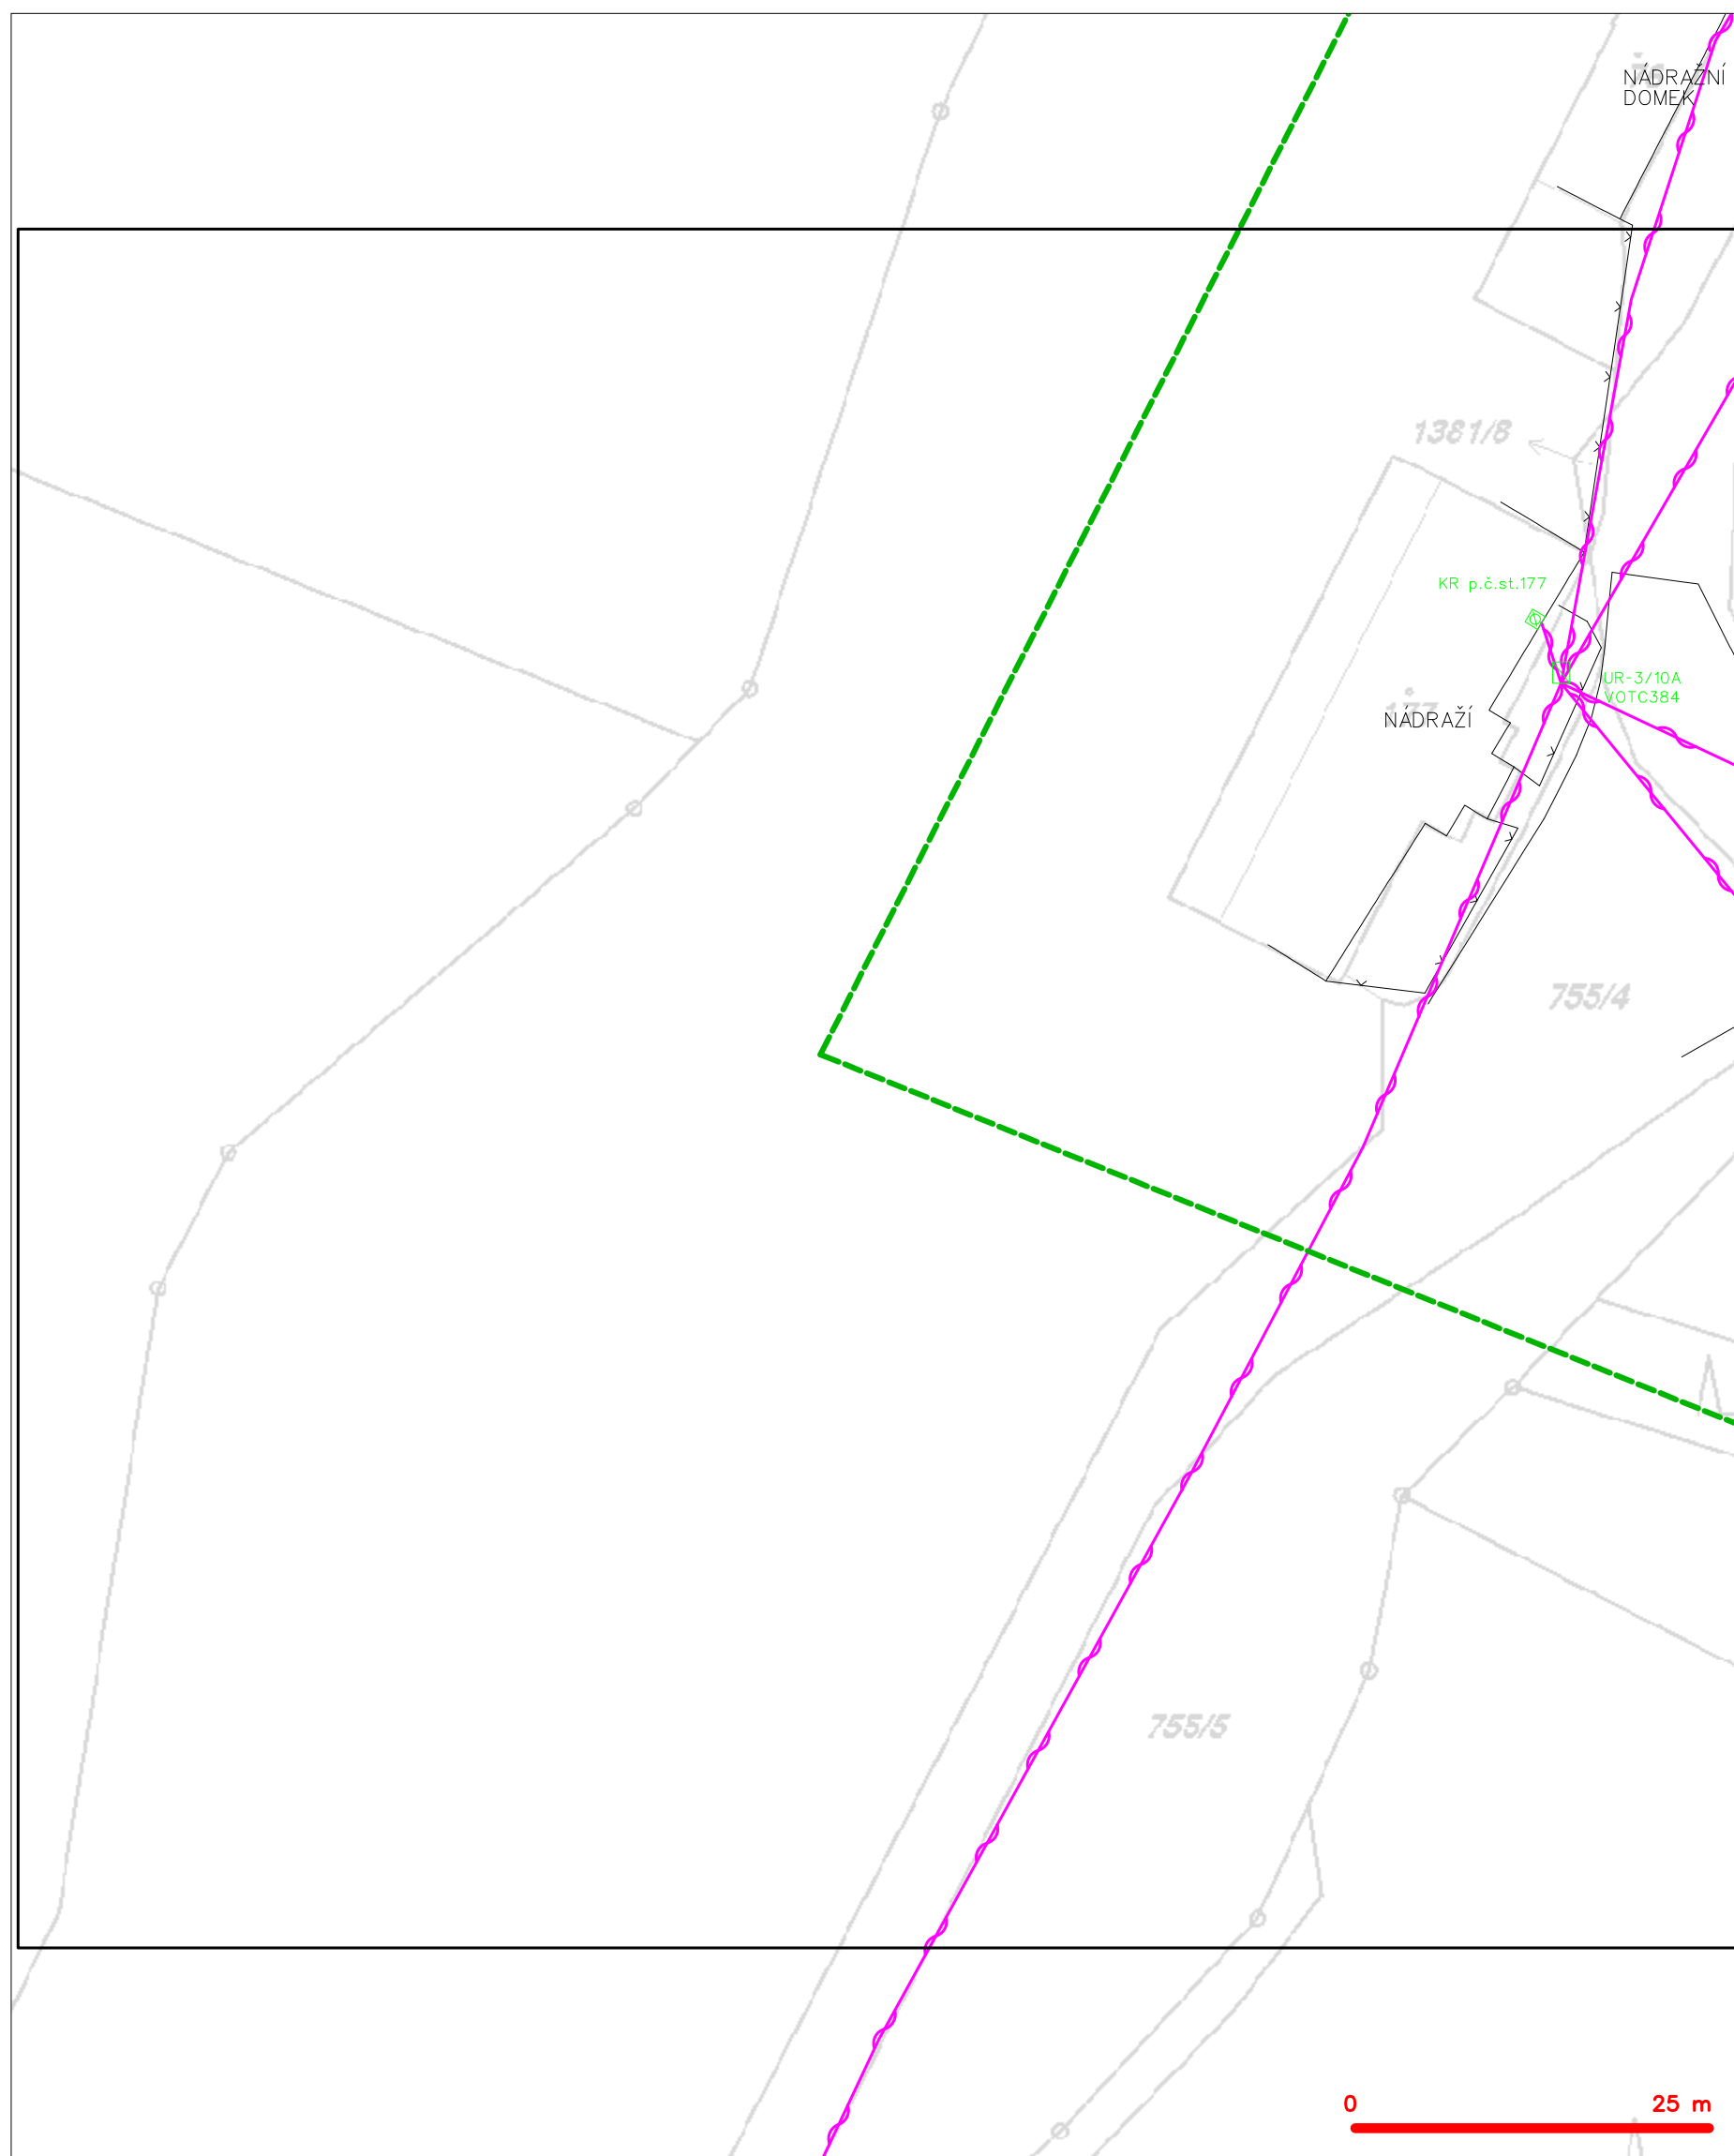 NÁDRAŽNÍ
DOMEK
1381/8
KR p.č.st.177
UR-3/10A
VOTC384
NÁDRAŽÍ
755/4
755/5
0 25 m